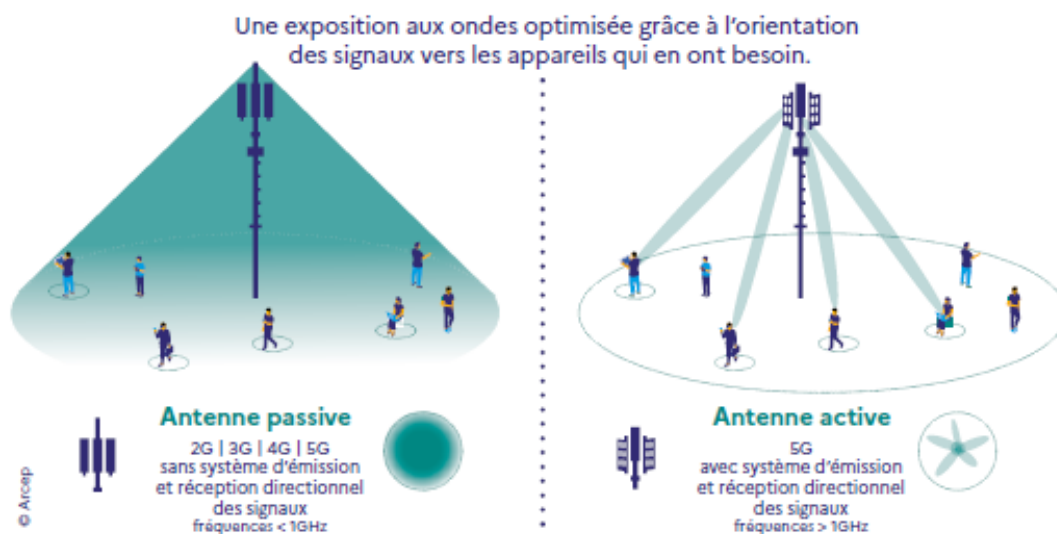 Une exposition aux ondes optimisée grâce à l'orientation
des signaux vers les appareils qui en ont besoin.
Antenne passive
2G | 3G | 4G | 5G
sans système d'émission
et réception directionnel
des signaux
fréquences < 1GHz
Antenne active
5G
avec système d'émission
et réception directionnel
des signaux
fréquences > 1GHz
© Arcep